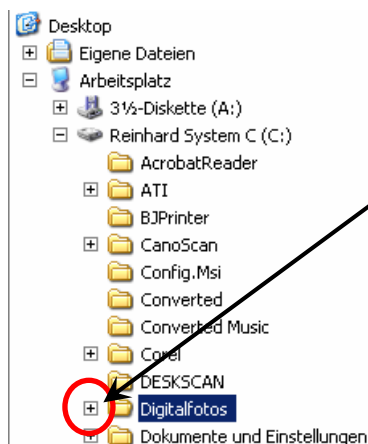 Desktop
Eigene Dateien
Arbeitsplatz
3½-Diskette (A:)
Reinhard System C (C:)
AcrobatReader
ATI
BJPrinter
CanoScan
Config.Msi
Converted
Converted Music
Corel
DESKSCAN
Digitalfotos
Dokumente und Einstellungen